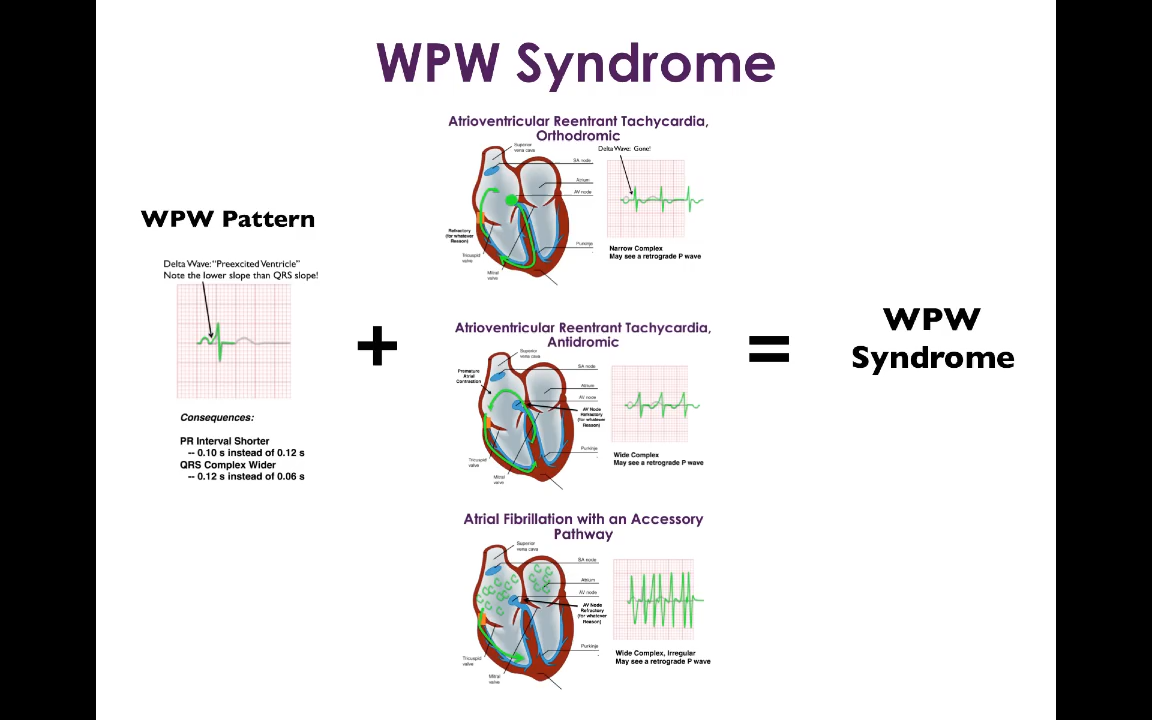 WPW Syndrome
WPW Pattern
Delta Wave: "Preexcited Ventricle"
Note the lower slope than QRS slope!
Consequences:
PR Interval Shorter
-- 0.10 s instead of 0.12 s
QRS Complex Wider
-- 0.12 s instead of 0.06 s
+
Atrioventricular Reentrant Tachycardia,
Orthodromic
Superior
vena cava
SA node
Atrium
AV node
Refractory
(for whatever
Reason)
Tricuspid
valve
Mitral
valve
Purkinje
Delta Wave: Gone!
Narrow Complex
May see a retrograde P wave
Atrioventricular Reentrant Tachycardia,
Antidromic
Superior
vena cava
Premature
Atrial
Contraction
SA node
Atrium
AV node
AV Node
Refractory
(for whatever
Reason)
Purkinje
Tricuspid
valve
Mitral
valve
Wide Complex
May see a retrograde P wave
Atrial Fibrillation with an Accessory
Pathway
Superior
vena cava
SA node
Atrium
AV node
AV Node
Refractory
(for whatever
Reason)
Purkinje
Tricuspid
valve
Mitral
valve
Wide Complex, Irregular
May see a retrograde P wave
=
WPW
Syndrome